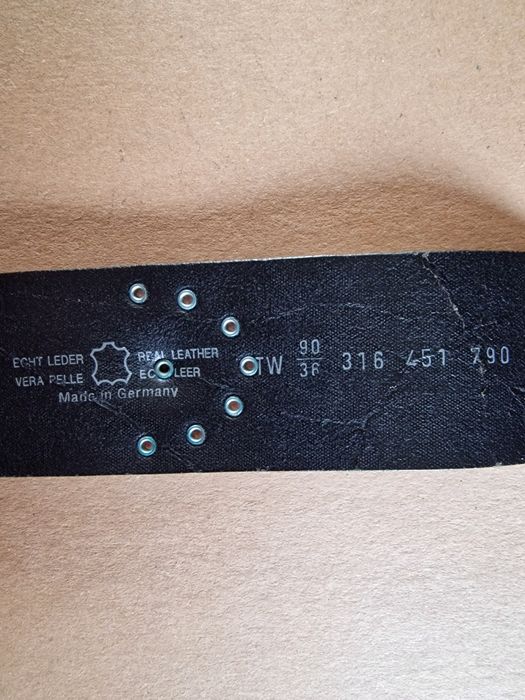 ECHT LEDER REAL LEATHER
VERA PELLE ECHT LEER
Made in Germany
TW 90/36 316 451 790